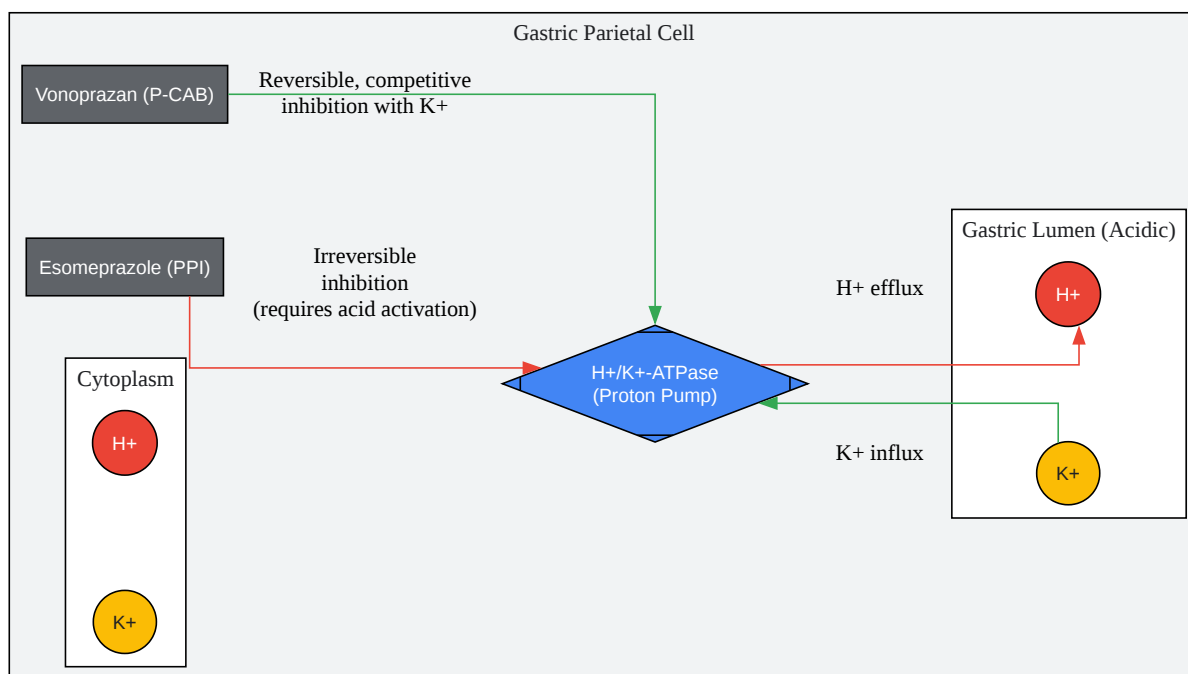 Gastric Parietal Cell
Vonoprazan (P-CAB)
Reversible, competitive
inhibition with K+
Esomeprazole (PPI)
Irreversible
inhibition
(requires acid activation)
Gastric Lumen (Acidic)
H+ efflux
H+
Cytoplasm
H+/K+-ATPase
(Proton Pump)
H+
K+ influx
K+
K+